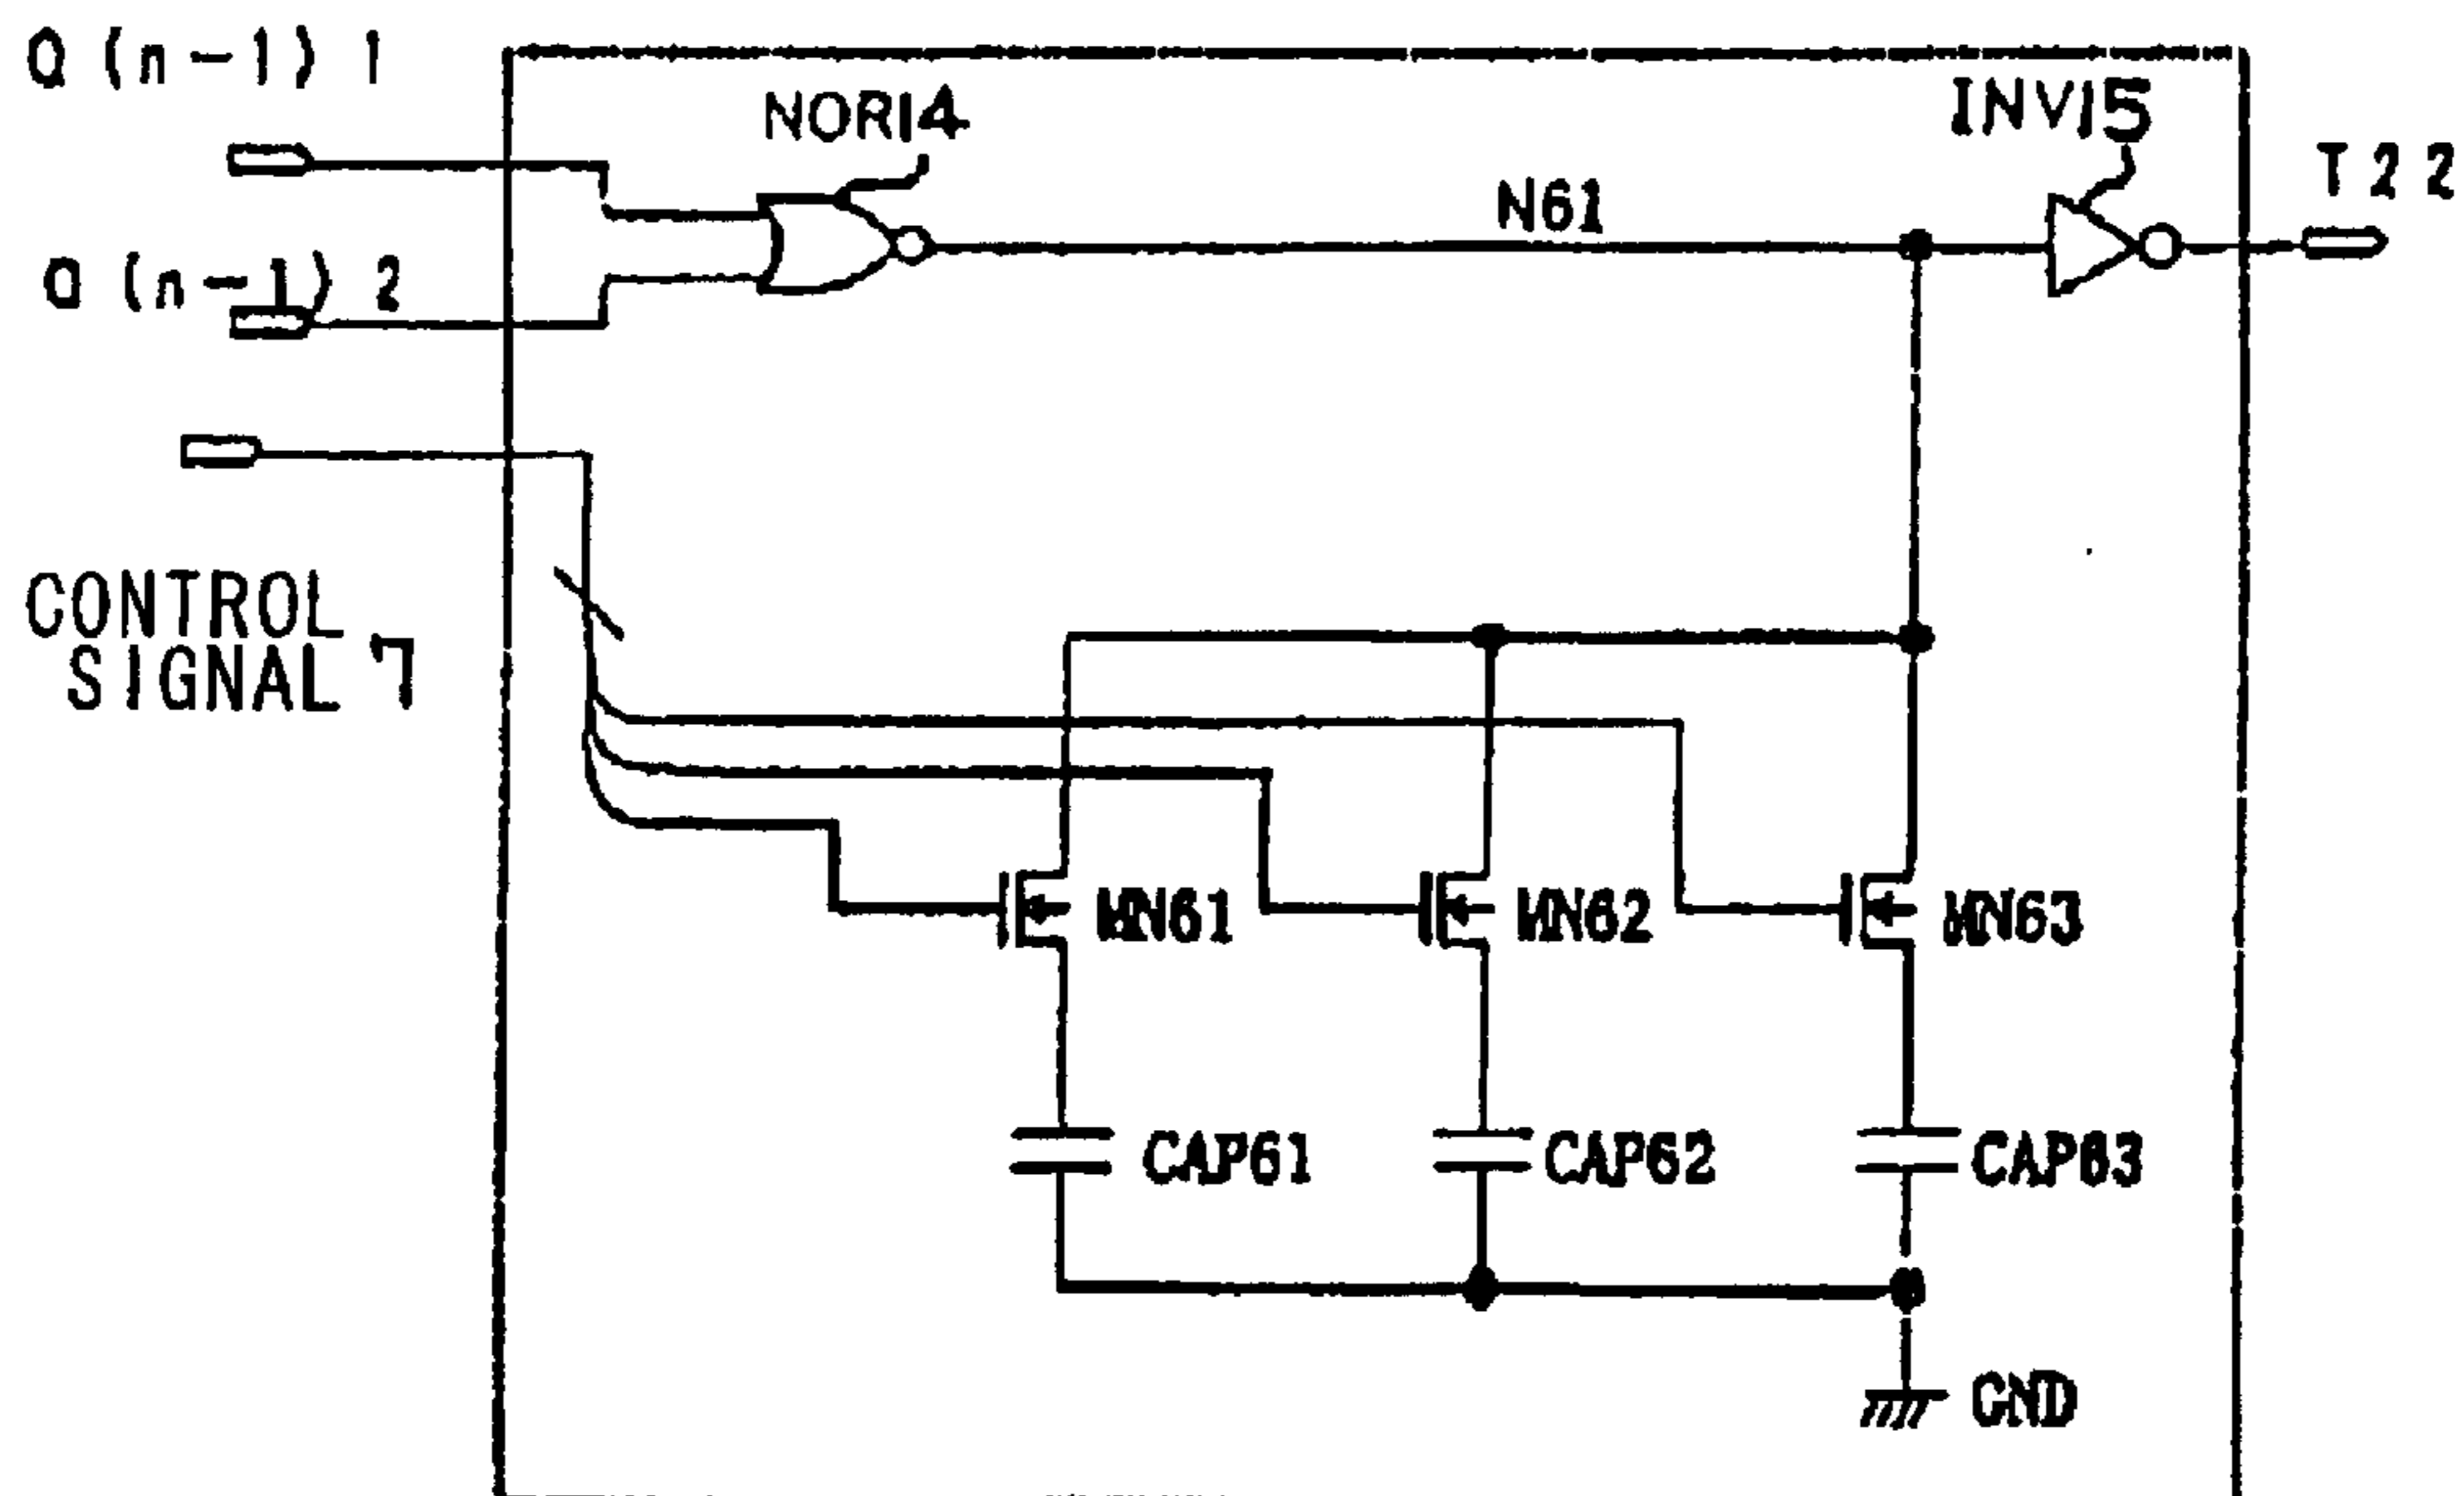 Q (n-1) 1
NOR14
INV15
T22
N61
Q (n-1) 2
CONTROL
SIGNAL 7
MN61
MN62
MN63
CAP61
CAP62
CAP63
GND